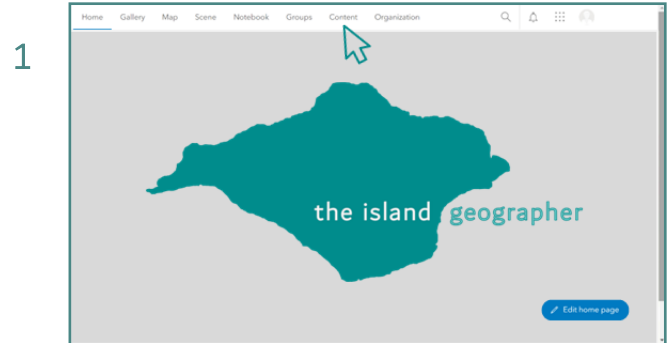 Home Gallery Map Scene Notebook Groups Content Organization
1
the island geographer
Edit home page